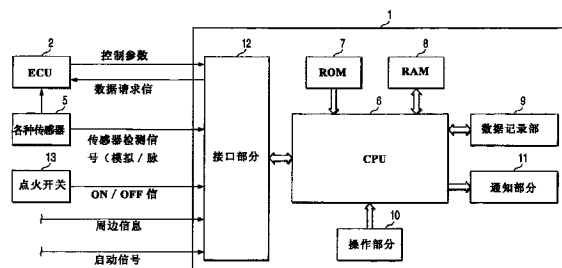 1
2
ECU
控制参数
数据请求信
12
接口部分
7
ROM
8
RAM
5
各种传感器
传感器检测信
号（模拟/脉
6
CPU
9
数据记录部
13
点火开关
ON/OFF 信
11
通知部分
周边信息
10
操作部分
启动信号